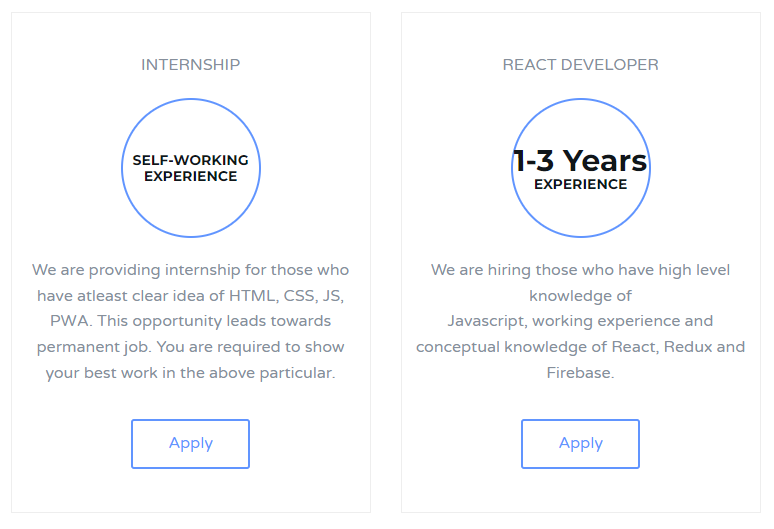 INTERNSHIP
SELF-WORKING
EXPERIENCE
We are providing internship for those who
have atleast clear idea of HTML, CSS, JS,
PWA. This opportunity leads towards
permanent job. You are required to show
your best work in the above particular.
Apply
REACT DEVELOPER
1-3 Years
EXPERIENCE
We are hiring those who have high level
knowledge of
Javascript, working experience and
conceptual knowledge of React, Redux and
Firebase.
Apply